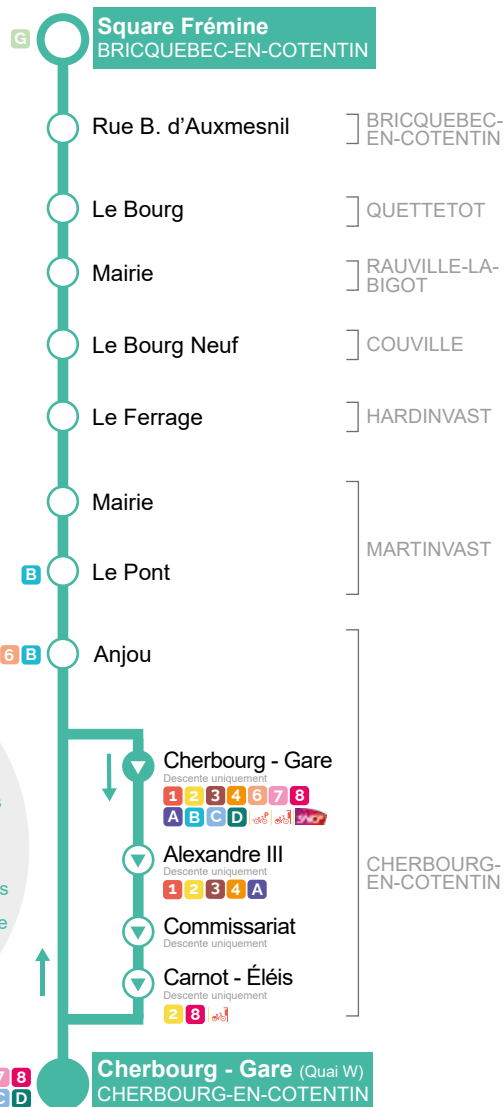 G
Square Frémine
BRICQUEBEC-EN-COTENTIN
Rue B. d'Auxmesnil
BRICQUEBEC-
EN-COTENTIN
Le Bourg
QUETTETOT
Mairie
RAUVILLE-LA-
BIGOT
Le Bourg Neuf
COUVILLE
Le Ferrage
HARDINVAST
Mairie
MARTINVAST
B
Le Pont
6 B
Anjou
Cherbourg - Gare
Descente uniquement
1 2 3 4 6 7 8
A B C D SNCF
Alexandre III
Descente uniquement
1 2 3 4 A
CHERBOURG-
EN-COTENTIN
s
s
e
Commissariat
Descente uniquement
Carnot - Éléis
Descente uniquement
2 8
7 8
C D
Cherbourg - Gare (Quai W)
CHERBOURG-EN-COTENTIN